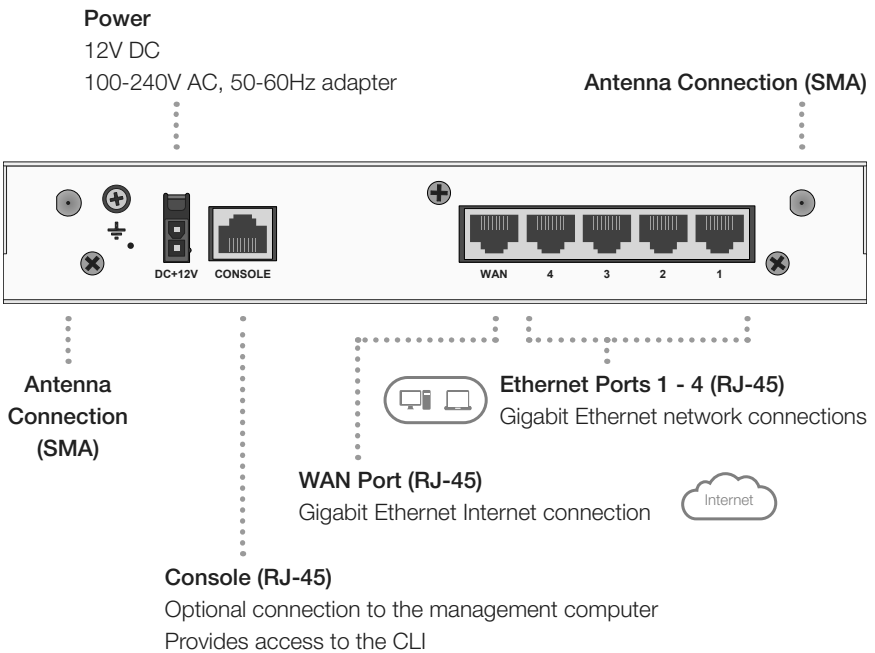 Power
12V DC
100-240V AC, 50-60Hz adapter
Antenna Connection (SMA)
DC+12V
CONSOLE
WAN
4
3
2
1
Antenna
Connection
(SMA)
Ethernet Ports 1 - 4 (RJ-45)
Gigabit Ethernet network connections
WAN Port (RJ-45)
Gigabit Ethernet Internet connection
Internet
Console (RJ-45)
Optional connection to the management computer
Provides access to the CLI